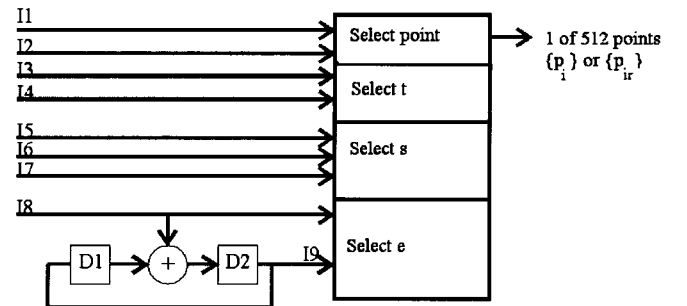 I1
I2
I3
I4
I5
I6
I7
I8
I9
Select point
Select t
Select s
Select e
D1
+
D2
1 of 512 points
{p_i} or {p_ir}